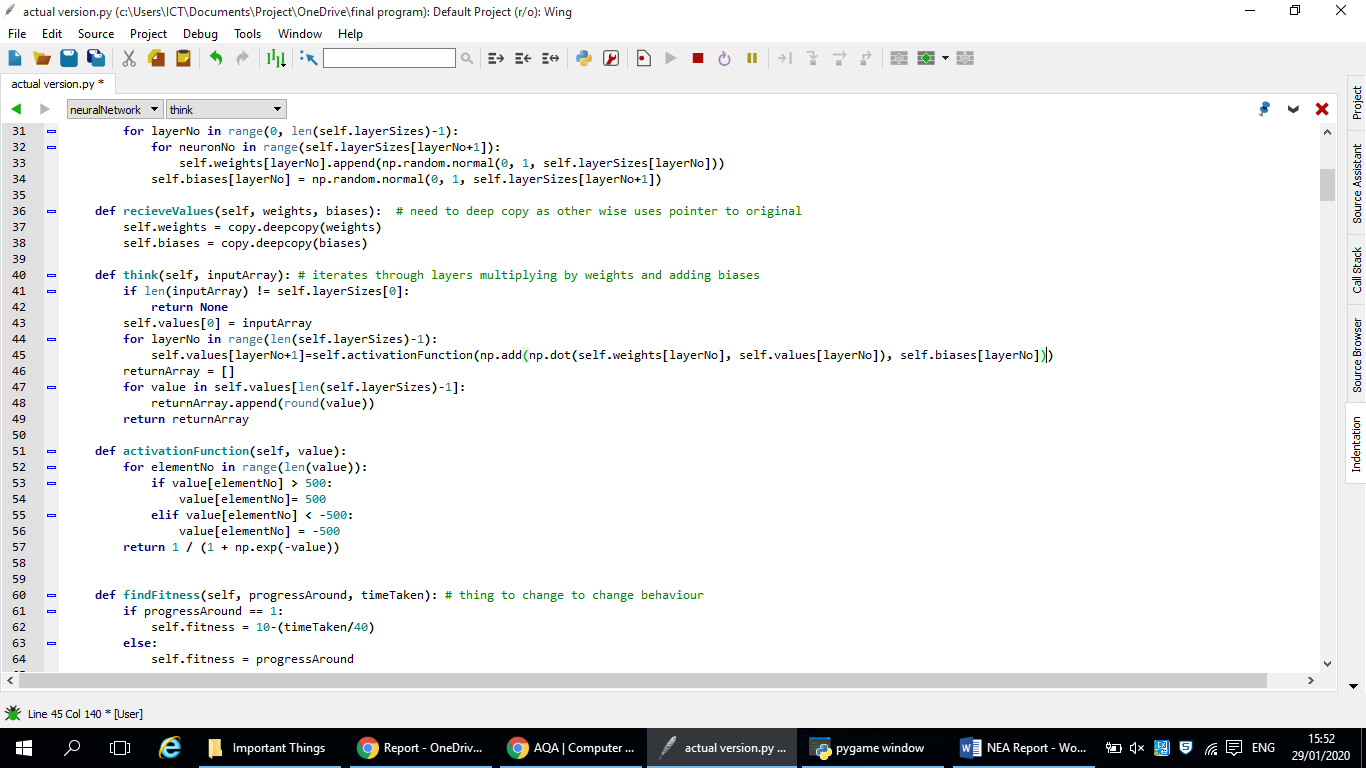 actual version.py (c:\Users\ICT\Documents\Project\OneDrive\final program): Default Project (r/o): Wing
File Edit Source Project Debug Tools Window Help
actual version.py *
neuralNetwork think
31 for layerNo in range(0, len(self.layerSizes)-1):
32 for neuronNo in range(self.layerSizes[layerNo+1]):
33 self.weights[layerNo].append(np.random.normal(0, 1, self.layerSizes[layerNo]))
34 self.biases[layerNo] = np.random.normal(0, 1, self.layerSizes[layerNo+1])
35
36 def recieveValues(self, weights, biases):  # need to deep copy as other wise uses pointer to original
37 self.weights = copy.deepcopy(weights)
38 self.biases = copy.deepcopy(biases)
39
40 def think(self, inputArray): # iterates through layers multiplying by weights and adding biases
41 if len(inputArray) != self.layerSizes[0]:
42 return None
43 self.values[0] = inputArray
44 for layerNo in range(len(self.layerSizes)-1):
45 self.values[layerNo+1]=self.activationFunction(np.add(np.dot(self.weights[layerNo], self.values[layerNo]), self.biases[layerNo]))
46 returnArray = []
47 for value in self.values[len(self.layerSizes)-1]:
48 returnArray.append(round(value))
49 return returnArray
50
51 def activationFunction(self, value):
52 for elementNo in range(len(value)):
53 if value[elementNo] > 500:
54 value[elementNo]= 500
55 elif value[elementNo] < -500:
56 value[elementNo] = -500
57 return 1 / (1 + np.exp(-value))
58
59
60 def findFitness(self, progressAround, timeTaken): # thing to change to change behaviour
61 if progressAround == 1:
62 self.fitness = 10-(timeTaken/40)
63 else:
64 self.fitness = progressAround
Project
Source Assistant
Call Stack
Source Browser
Indentation
Line 45 Col 140 * [User]
Important Things
Report - OneDriv...
AQA | Computer ...
actual version.py ...
pygame window
NEA Report - Wo...
ENG
15:52
29/01/2020